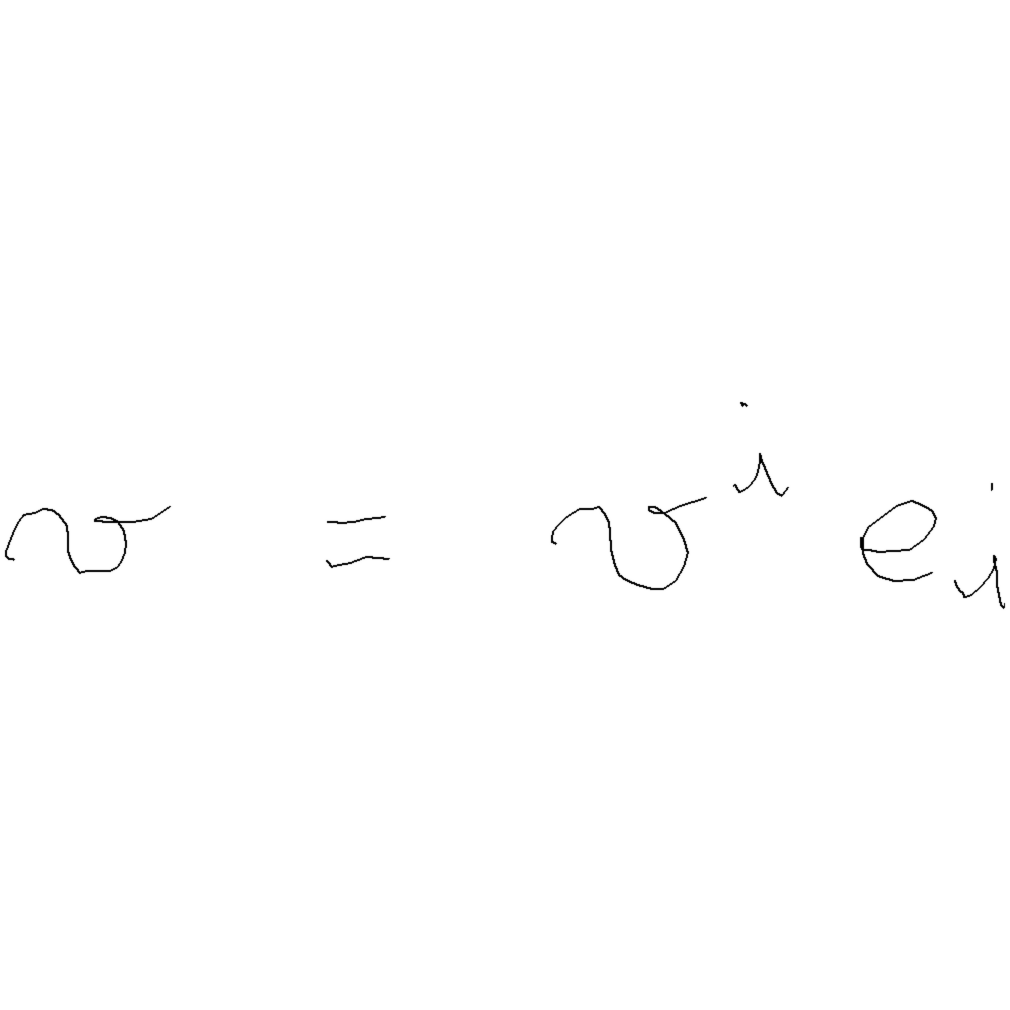 v = v^i e_i